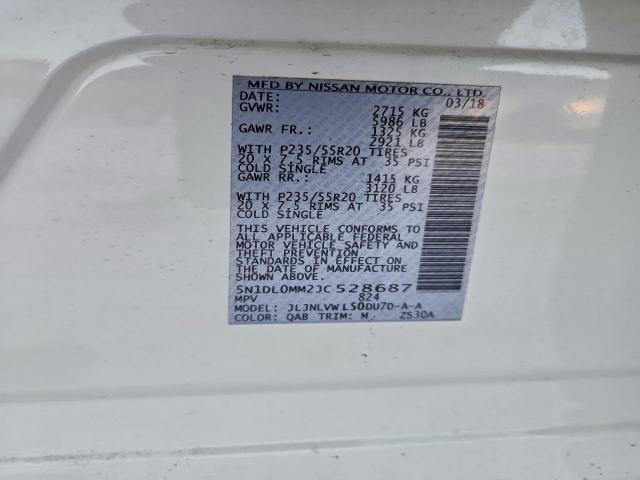 MFD BY NISSAN MOTOR CO., LTD.
DATE: 03/18
GVWR: 2715 KG
5986 LB
GAWR FR.: 1325 KG
2921 LB
WITH P235/55R20 TIRES
20 X 7.5 RIMS AT 35 PSI
COLD SINGLE
GAWR RR.: 1415 KG
3120 LB
WITH P235/55R20 TIRES
20 X 7.5 RIMS AT 35 PSI
COLD SINGLE
THIS VEHICLE CONFORMS TO
ALL APPLICABLE FEDERAL
MOTOR VEHICLE SAFETY AND
THEFT PREVENTION
STANDARDS IN EFFECT ON
THE DATE OF MANUFACTURE
SHOWN ABOVE.
5N1DL0MM2JC 528687
MPV 824
MODEL: JLJNLVW L50DU7D-A-A
COLOR: QAB TRIM: M ZS30A